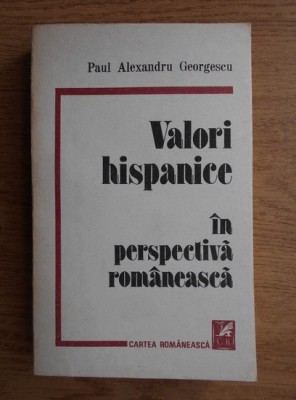 Paul Alexandru Georgescu
Valori
hispanice
în
perspectivă
românească
CARTEA ROMÂNEASCĂ